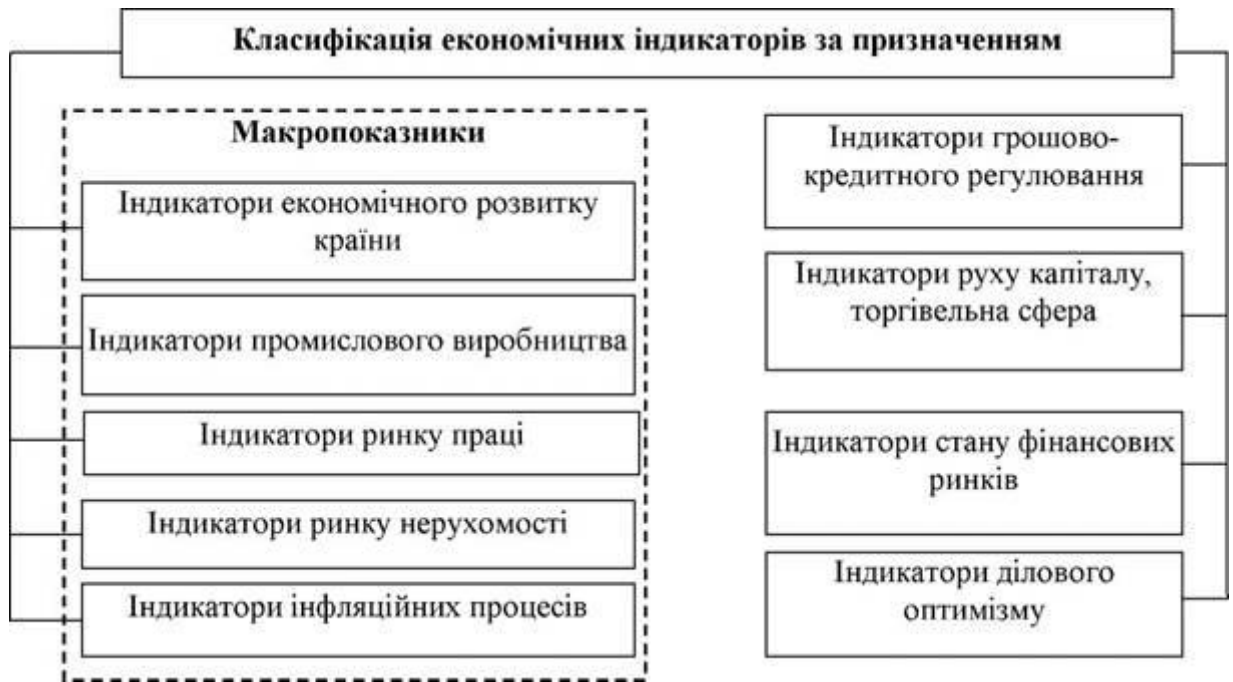 Класифікація економічних індикаторів за призначенням
Макропоказники
Індикатори економічного розвитку
країни
Індикатори промислового виробництва
Індикатори ринку праці
Індикатори ринку нерухомості
Індикатори інфляційних процесів
Індикатори грошово-
кредитного регулювання
Індикатори руху капіталу,
торгівельна сфера
Індикатори стану фінансових
ринків
Індикатори ділового
оптимізму